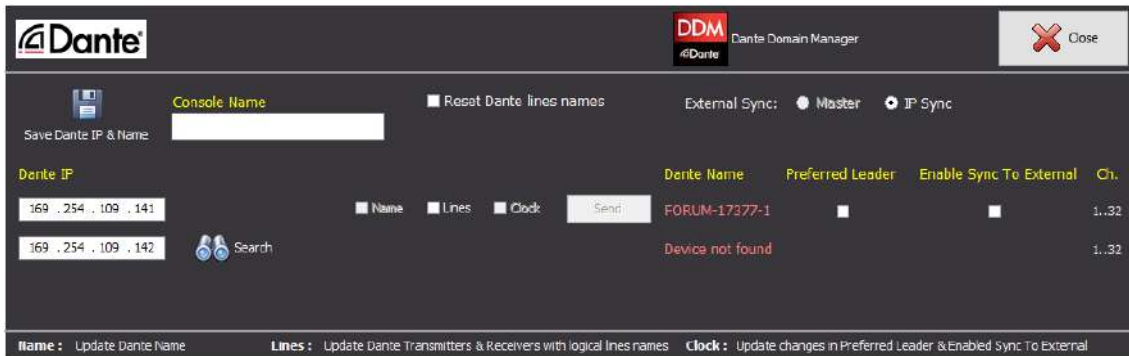 Dante
DDM
Dante
Dante Domain Manager
Close
Save Dante IP & Name
Console Name
Reset Dante lines names
External Sync:
Master
IP Sync
Dante IP
Dante Name
Preferred Leader
Enable Sync To External
Ch.
169 . 254 . 109 . 141
Name
Lines
Clock
Send
FORUM-17377-1
1..32
169 . 254 . 109 . 142
Search
Device not found
1..32
Name : Update Dante Name
Lines : Update Dante Transmitters & Receivers with logical lines names
Clock : Update changes in Preferred Leader & Enabled Sync To External